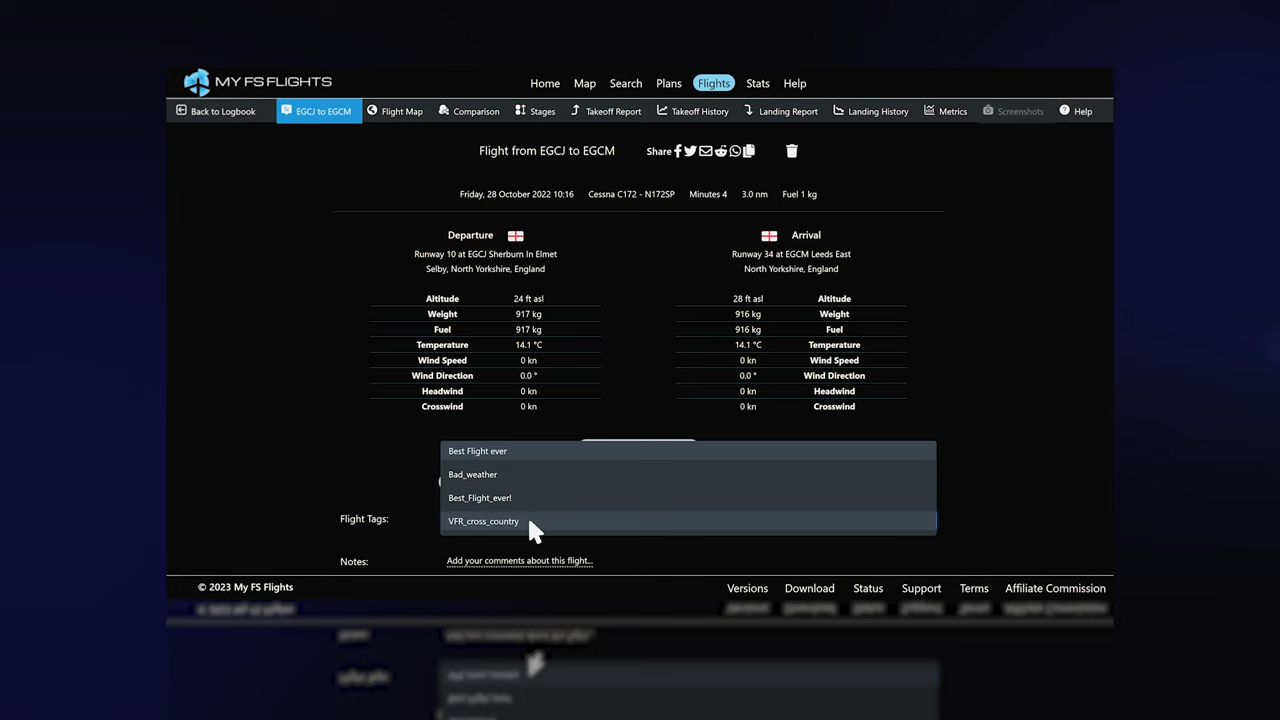 MY FS FLIGHTS
Home Map Search Plans Flights Stats Help
Back to Logbook EGCJ to EGCM Flight Map Comparison Stages Takeoff Report Takeoff History Landing Report Landing History Metrics Screenshots Help
Flight from EGCJ to EGCM Share
Friday, 28 October 2022 10:16 Cessna C172 - N172SP Minutes 4 3.0 nm Fuel 1 kg
Departure Arrival
Runway 10 at EGCJ Sherburn In Elmet Runway 34 at EGCM Leeds East
Selby, North Yorkshire, England North Yorkshire, England
Altitude 24 ft asl 28 ft asl Altitude
Weight 917 kg 916 kg Weight
Fuel 917 kg 916 kg Fuel
Temperature 14.1 °C 14.1 °C Temperature
Wind Speed 0 kn 0 kn Wind Speed
Wind Direction 0.0 ° 0.0 ° Wind Direction
Headwind 0 kn 0 kn Headwind
Crosswind 0 kn 0 kn Crosswind
Best Flight ever
Bad_weather
Best_Flight_ever!
Flight Tags: VFR_cross_country
Notes: Add your comments about this flight...
© 2023 My FS Flights Versions Download Status Support Terms Affiliate Commission